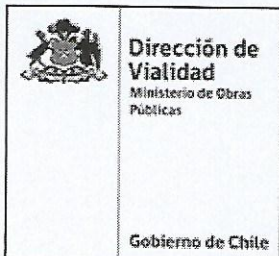 Dirección de
Vialidad
Ministerio de Obras
Públicas
Gobierno de Chile